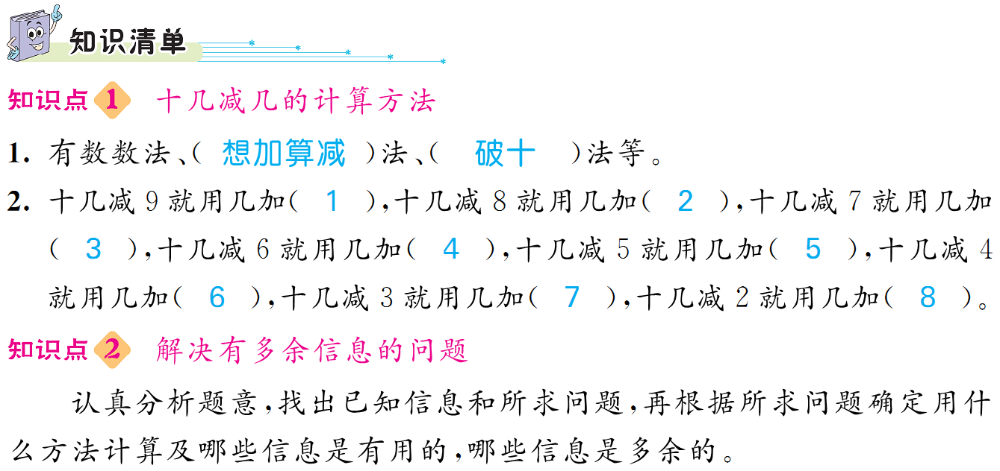 知识清单
知识点1 十几减几的计算方法
1. 有数数法、( 想加算减 )法、( 破十 )法等。
2. 十几减 9 就用几加( 1 ),十几减 8 就用几加( 2 ),十几减 7 就用几加
( 3 ),十几减 6 就用几加( 4 ),十几减 5 就用几加( 5 ),十几减 4
就用几加( 6 ),十几减 3 就用几加( 7 ),十几减 2 就用几加( 8 )。
知识点2 解决有多余信息的问题
认真分析题意,找出已知信息和所求问题,再根据所求问题确定用什
么方法计算及哪些信息是有用的,哪些信息是多余的。